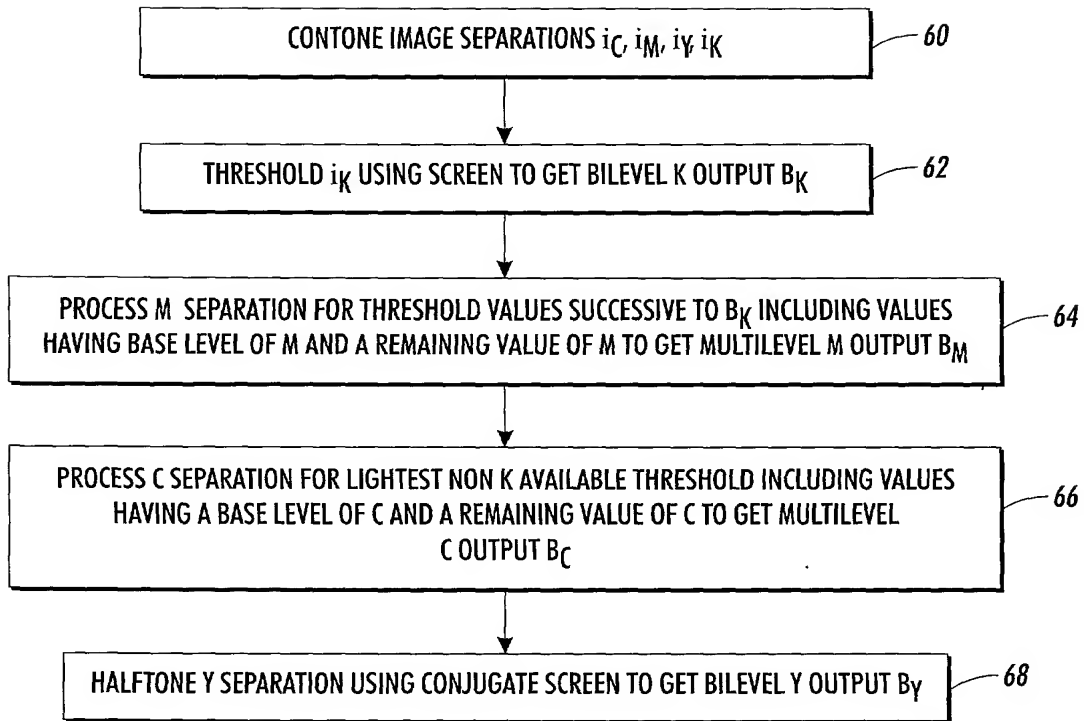 CONTONE IMAGE SEPARATIONS iC, iM, iY, iK
60
THRESHOLD iK USING SCREEN TO GET BILEVEL K OUTPUT BK
62
PROCESS M SEPARATION FOR THRESHOLD VALUES SUCCESSIVE TO BK INCLUDING VALUES
HAVING BASE LEVEL OF M AND A REMAINING VALUE OF M TO GET MULTILEVEL M OUTPUT BM
64
PROCESS C SEPARATION FOR LIGHTEST NON K AVAILABLE THRESHOLD INCLUDING VALUES
HAVING A BASE LEVEL OF C AND A REMAINING VALUE OF C TO GET MULTILEVEL
C OUTPUT BC
66
HALFTONE Y SEPARATION USING CONJUGATE SCREEN TO GET BILEVEL Y OUTPUT BY
68